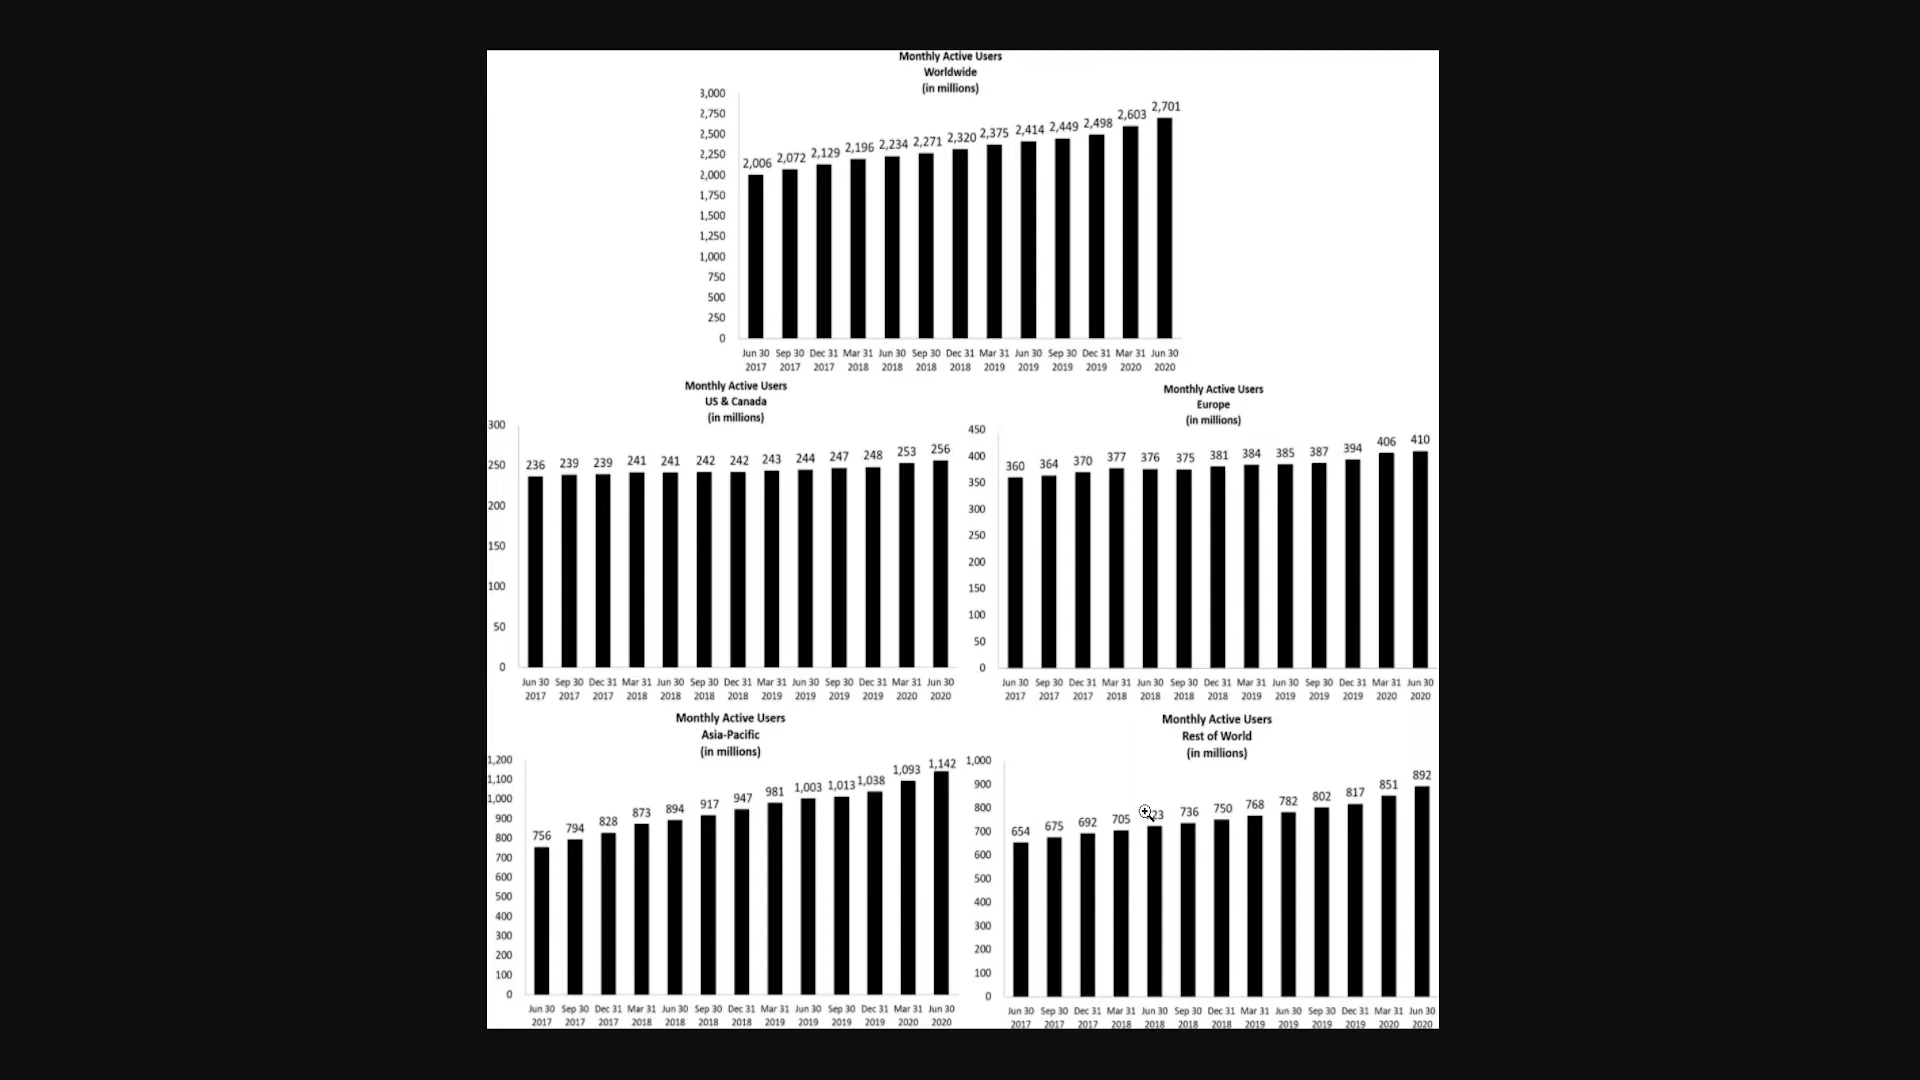 Monthly Active Users
Worldwide
(in millions)
3,000
2,750
2,500
2,250
2,000
1,750
1,500
1,250
1,000
750
500
250
0
2,006 2,072 2,129 2,196 2,234 2,271 2,320 2,375 2,414 2,449 2,498 2,603 2,701
Jun 30 Sep 30 Dec 31 Mar 31 Jun 30 Sep 30 Dec 31 Mar 31 Jun 30 Sep 30 Dec 31 Mar 31 Jun 30
2017 2017 2017 2018 2018 2018 2018 2019 2019 2019 2019 2020 2020
Monthly Active Users
US & Canada
(in millions)
300
250
200
150
100
50
0
236 239 239 241 241 242 242 243 244 247 248 253 256
Jun 30 Sep 30 Dec 31 Mar 31 Jun 30 Sep 30 Dec 31 Mar 31 Jun 30 Sep 30 Dec 31 Mar 31 Jun 30
2017 2017 2017 2018 2018 2018 2018 2019 2019 2019 2019 2020 2020
Monthly Active Users
Europe
(in millions)
450
400
350
300
250
200
150
100
50
0
360 364 370 377 376 375 381 384 385 387 394 406 410
Jun 30 Sep 30 Dec 31 Mar 31 Jun 30 Sep 30 Dec 31 Mar 31 Jun 30 Sep 30 Dec 31 Mar 31 Jun 30
2017 2017 2017 2018 2018 2018 2018 2019 2019 2019 2019 2020 2020
Monthly Active Users
Asia-Pacific
(in millions)
1,200
1,100
1,000
900
800
700
600
500
400
300
200
100
0
756 794 828 873 894 917 947 981 1,003 1,013 1,038 1,093 1,142
Jun 30 Sep 30 Dec 31 Mar 31 Jun 30 Sep 30 Dec 31 Mar 31 Jun 30 Sep 30 Dec 31 Mar 31 Jun 30
2017 2017 2017 2018 2018 2018 2018 2019 2019 2019 2019 2020 2020
Monthly Active Users
Rest of World
(in millions)
1,000
900
800
700
600
500
400
300
200
100
0
654 675 692 705 736 750 768 782 802 817 851 892
Jun 30 Sep 30 Dec 31 Mar 31 Jun 30 Sep 30 Dec 31 Mar 31 Jun 30 Sep 30 Dec 31 Mar 31 Jun 30
2017 2017 2017 2018 2018 2018 2018 2019 2019 2019 2019 2020 2020